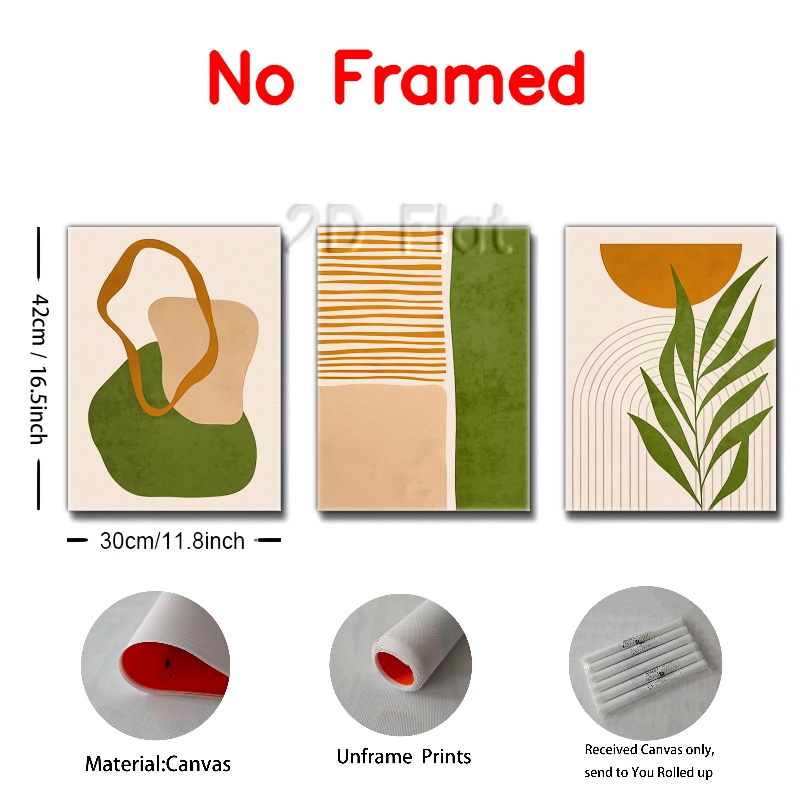 No Framed
2D Flat
42cm / 16.5inch
30cm/11.8inch
Material:Canvas
Unframe Prints
Received Canvas only,
send to You Rolled up